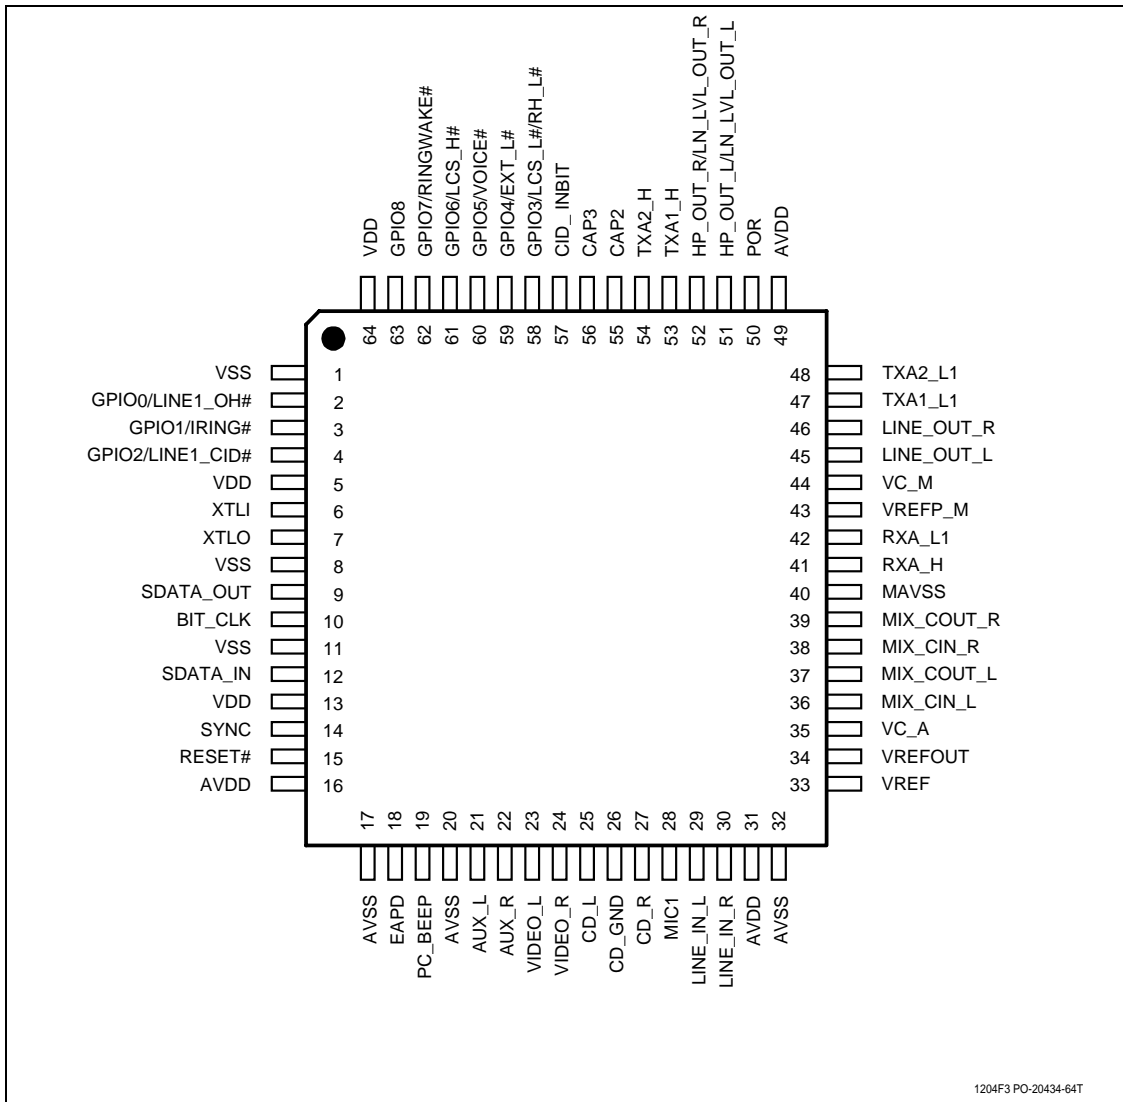 VDD
GPIO8
GPIO7/RINGWAKE#
GPIO6/LCS_H#
GPIO5/VOICE#
GPIO4/EXT_L#
GPIO3/LCS_L#/RH_L#
CID_ INBIT
CAP3
CAP2
TXA2_H
TXA1_H
HP_OUT_R/LN_LVL_OUT_R
HP_OUT_L/LN_LVL_OUT_L
POR
AVDD
64
63
62
61
60
59
58
57
56
55
54
53
52
51
50
49
VSS 1
GPIO0/LINE1_OH# 2
GPIO1/IRING# 3
GPIO2/LINE1_CID# 4
VDD 5
XTLI 6
XTLO 7
VSS 8
SDATA_OUT 9
BIT_CLK 10
VSS 11
SDATA_IN 12
VDD 13
SYNC 14
RESET# 15
AVDD 16
48 TXA2_L1
47 TXA1_L1
46 LINE_OUT_R
45 LINE_OUT_L
44 VC_M
43 VREFP_M
42 RXA_L1
41 RXA_H
40 MAVSS
39 MIX_COUT_R
38 MIX_CIN_R
37 MIX_COUT_L
36 MIX_CIN_L
35 VC_A
34 VREFOUT
33 VREF
17
18
19
20
21
22
23
24
25
26
27
28
29
30
31
32
AVSS
EAPD
PC_BEEP
AVSS
AUX_L
AUX_R
VIDEO_L
VIDEO_R
CD_L
CD_GND
CD_R
MIC1
LINE_IN_L
LINE_IN_R
AVDD
AVSS
1204F3 PO-20434-64T